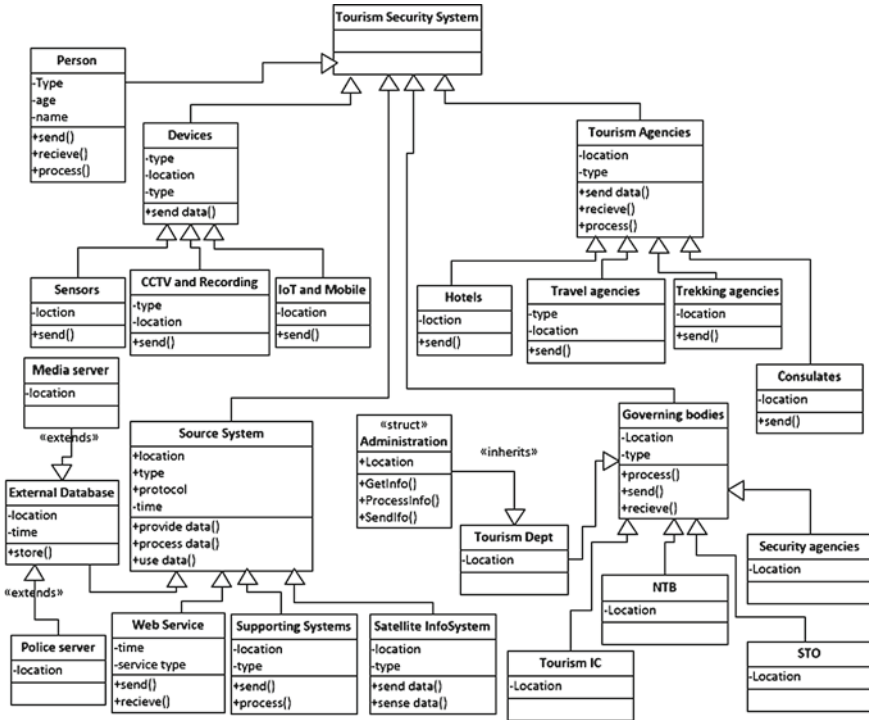 Tourism Security System
Person
-Type
-age
-name
+send()
+recieve()
+process()
Devices
-type
-location
-type
+send data()
Tourism Agencies
-location
-type
+send data()
+recieve()
+process()
Sensors
-loction
+send()
CCTV and Recording
-type
-location
+send()
IoT and Mobile
-location
+send()
Hotels
-loction
+send()
Travel agencies
-type
-location
+send()
Trekking agencies
-location
+send()
Consulates
-location
+send()
Media server
-location
«extends»
External Database
-location
-time
+store()
«extends»
Police server
-location
Source System
+location
+type
+protocol
-time
+provide data()
+process data()
+use data()
«struct»
Administration
+Location
+GetInfo()
+ProcessInfo()
+SendIfo()
«inherits»
Tourism Dept
-Location
Governing bodies
-Location
-type
+process()
+send()
+recieve()
Security agencies
-Location
NTB
-Location
STO
-Location
Tourism IC
-Location
Web Service
-time
-service type
+send()
+recieve()
Supporting Systems
-location
-type
+send()
+process()
Satellite InfoSystem
-location
-type
+send data()
+sense data()